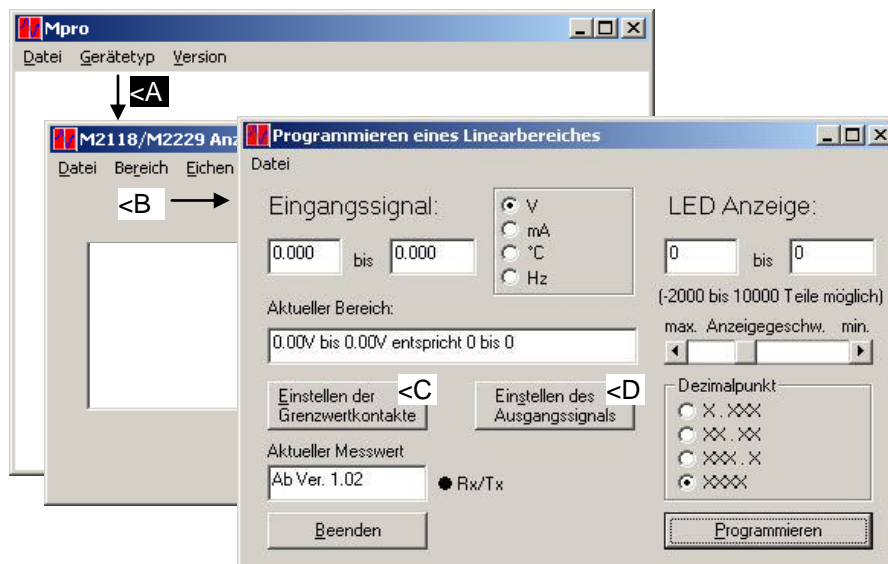 Mpro
Datei Gerätetyp Version
<A
M2118/M2229 Anz
Datei Bereich Eichen
<B
Programmieren eines Linearbereiches
Datei
Eingangssignal:
0.000 bis 0.000
V
mA
°C
Hz
LED Anzeige:
0 bis 0
(-2000 bis 10000 Teile möglich)
Aktueller Bereich:
0.00V bis 0.00V entspricht 0 bis 0
max. Anzeigegeschw. min.
Einstellen der
Grenzwertkontakte
<C
Einstellen des
Ausgangssignals
<D
Dezimalpunkt
X.XXX
XX.XX
XXX.X
XXXX
Aktueller Messwert
Ab Ver. 1.02
Rx/Tx
Beenden
Programmieren